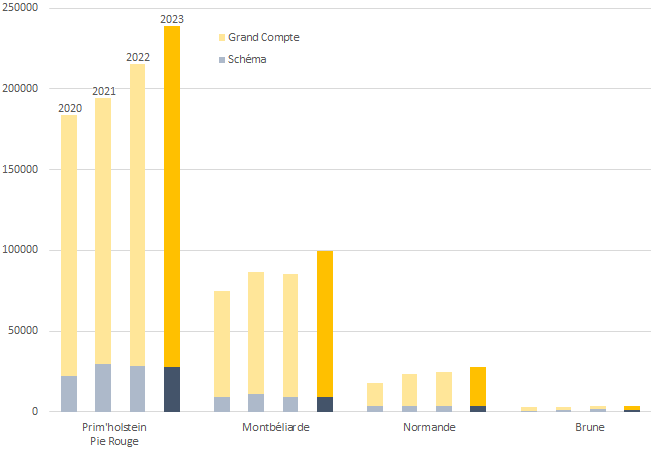 250000
200000
150000
100000
50000
0
2020
2021
2022
2023
Grand Compte
Schéma
Prim'holstein
Pie Rouge
Montbéliarde
Normande
Brune